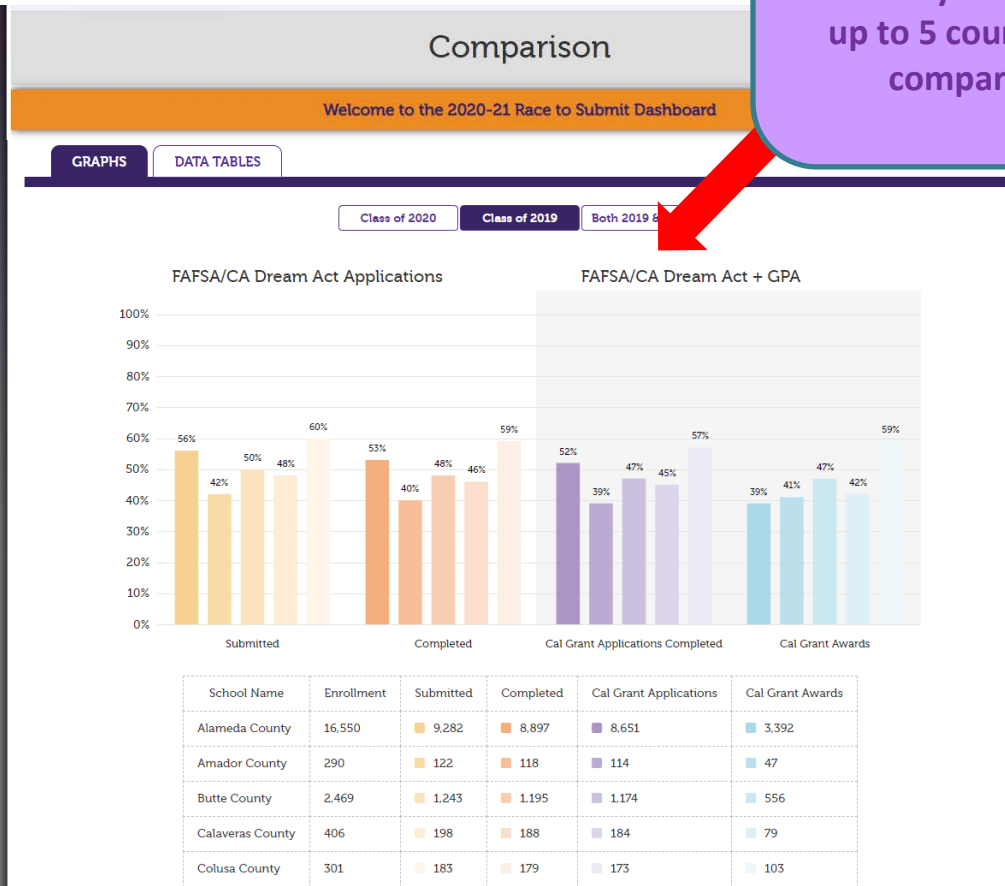 up to 5
Comparison
Welcome to the 2020-21 Race to Submit Dashboard
GRAPHS DATA TABLES
Class of 2020 Class of 2019 Both 2019 &
FAFSA/CA Dream Act Applications FAFSA/CA Dream Act + GPA
100%
90%
80%
70%
60%
50%
40%
30%
20%
10%
0%
56% 42% 50% 48% 60% 53% 40% 48% 46% 59% 52% 39% 47% 45% 57% 39% 41% 47% 42% 59%
Submitted Completed Cal Grant Applications Completed Cal Grant Awards
School Name Enrollment Submitted Completed Cal Grant Applications Cal Grant Awards
Alameda County 16,550 9,282 8,897 8,651 3,392
Amador County 290 122 118 114 47
Butte County 2,469 1,243 1,195 1,174 556
Calaveras County 406 198 188 184 79
Colusa County 301 183 179 173 103